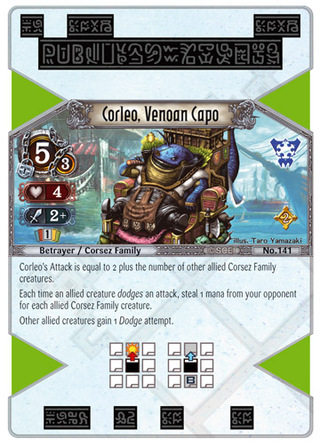 Corleo, Venoan Capo
5
3
4
2+
1
2
illus. Taro Yamazaki
Betrayer / Corsez Family
SCE
No.141
Corleo's Attack is equal to 2 plus the number of other allied Corsez Family
creatures.
Each time an allied creature dodges an attack, steal 1 mana from your opponent
for each allied Corsez Family creature.
Other allied creatures gain 1 Dodge attempt.